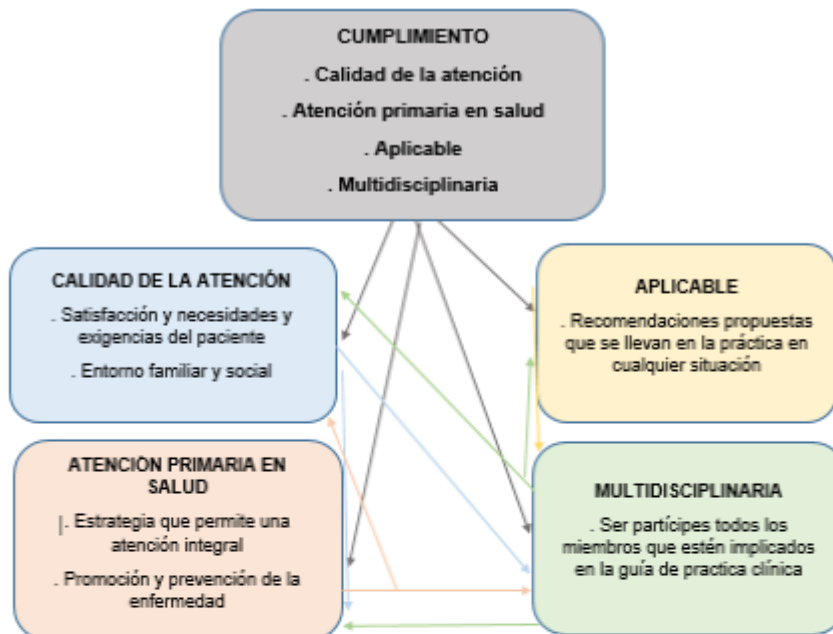 CUMPLIMIENTO
. Calidad de la atención
. Atención primaria en salud
. Aplicable
. Multidisciplinaria
CALIDAD DE LA ATENCIÓN
. Satisfacción y necesidades y
exigencias del paciente
. Entorno familiar y social
APLICABLE
. Recomendaciones propuestas
que se llevan en la práctica en
cualquier situación
ATENCIÓN PRIMARIA EN
SALUD
. Estrategia que permite una
atención integral
. Promoción y prevención de la
enfermedad
MULTIDISCIPLINARIA
. Ser partícipes todos los
miembros que estén implicados
en la guía de practica clínica